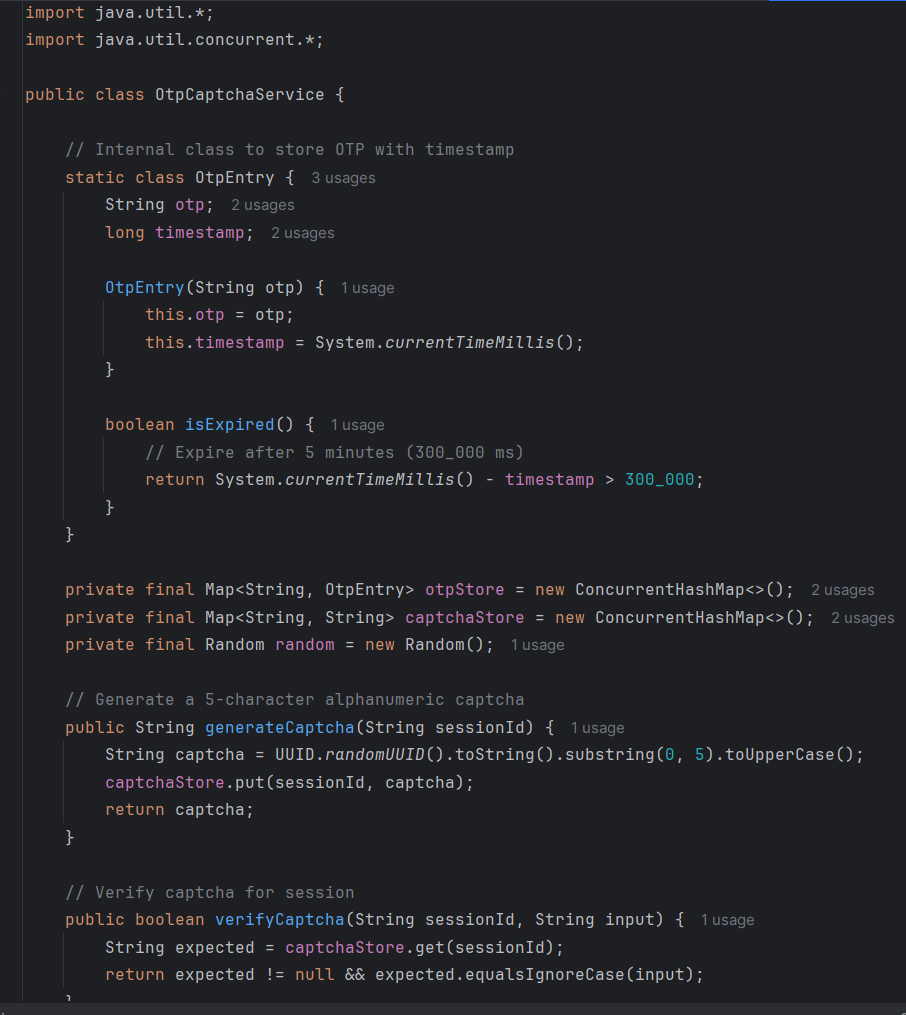 import java.util.*;
import java.util.concurrent.*;

public class OtpCaptchaService {

    // Internal class to store OTP with timestamp
    static class OtpEntry {  3 usages
        String otp;  2 usages
        long timestamp;  2 usages

        OtpEntry(String otp) {  1 usage
            this.otp = otp;
            this.timestamp = System.currentTimeMillis();
        }

        boolean isExpired() {  1 usage
            // Expire after 5 minutes (300_000 ms)
            return System.currentTimeMillis() - timestamp > 300_000;
        }
    }

    private final Map<String, OtpEntry> otpStore = new ConcurrentHashMap<>();  2 usages
    private final Map<String, String> captchaStore = new ConcurrentHashMap<>();  2 usages
    private final Random random = new Random();  1 usage

    // Generate a 5-character alphanumeric captcha
    public String generateCaptcha(String sessionId) {  1 usage
        String captcha = UUID.randomUUID().toString().substring(0, 5).toUpperCase();
        captchaStore.put(sessionId, captcha);
        return captcha;
    }

    // Verify captcha for session
    public boolean verifyCaptcha(String sessionId, String input) {  1 usage
        String expected = captchaStore.get(sessionId);
        return expected != null && expected.equalsIgnoreCase(input);
    }